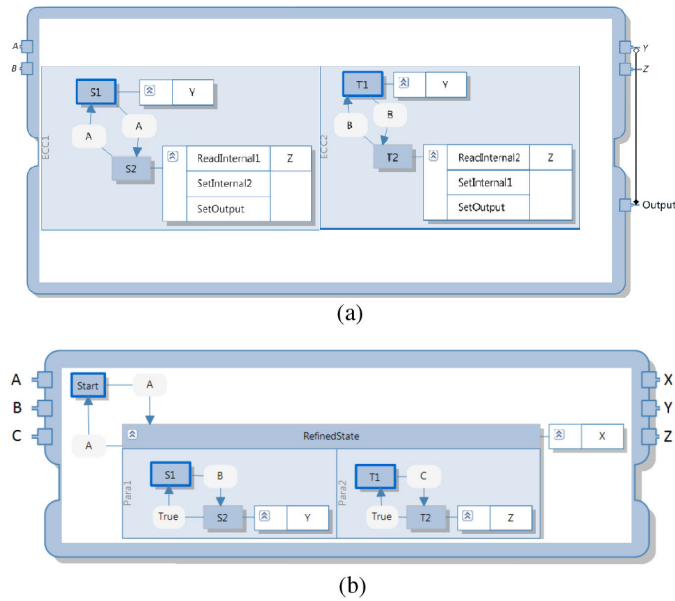 A
B
Y
Z
Output
ECC1
S1
Y
A
A
S2
ReadInternal1
Z
SetInternal2
SetOutput
ECC2
T1
Y
B
B
T2
ReadInternal2
Z
SetInternal1
SetOutput
(a)
A
B
C
X
Y
Z
Start
A
A
RefinedState
X
Para1
S1
B
True
S2
Y
Para2
T1
C
True
T2
Z
(b)